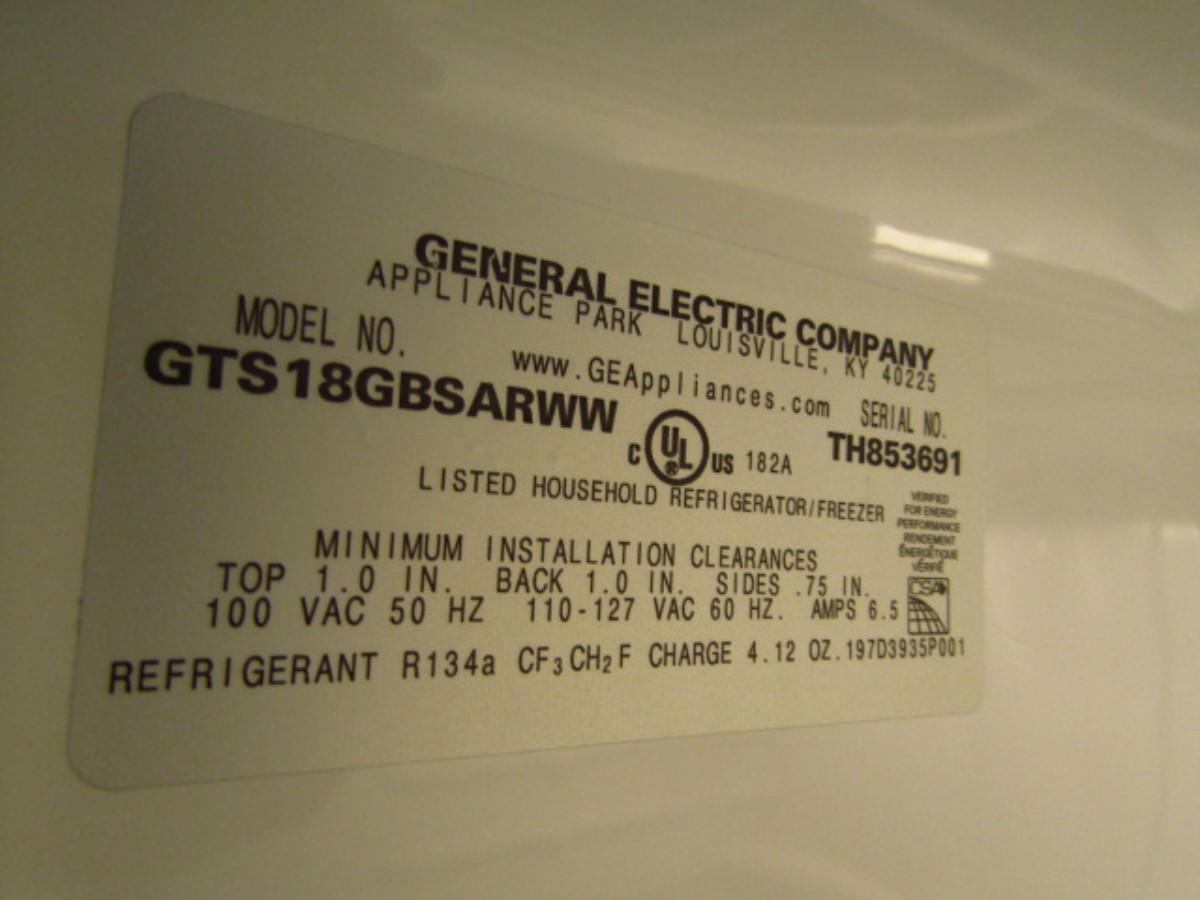 GENERAL ELECTRIC COMPANY
APPLIANCE PARK LOUISVILLE, KY 40225
MODEL NO.
www.GEAppliances.com
SERIAL NO.
GTS18GBSARWW
C UL® US 182A
TH853691
LISTED HOUSEHOLD REFRIGERATOR/FREEZER
VERIFIED
FOR ENERGY
PERFORMANCE
RENDEMENT
ÉNERGÉTIQUE
VÉRIFIÉ
CSA
MINIMUM INSTALLATION CLEARANCES
TOP 1.0 IN. BACK 1.0 IN. SIDES .75 IN.
100 VAC 50 HZ 110-127 VAC 60 HZ. AMPS 6.5
REFRIGERANT R134a CF₃CH₂F CHARGE 4.12 OZ.197D3935P001